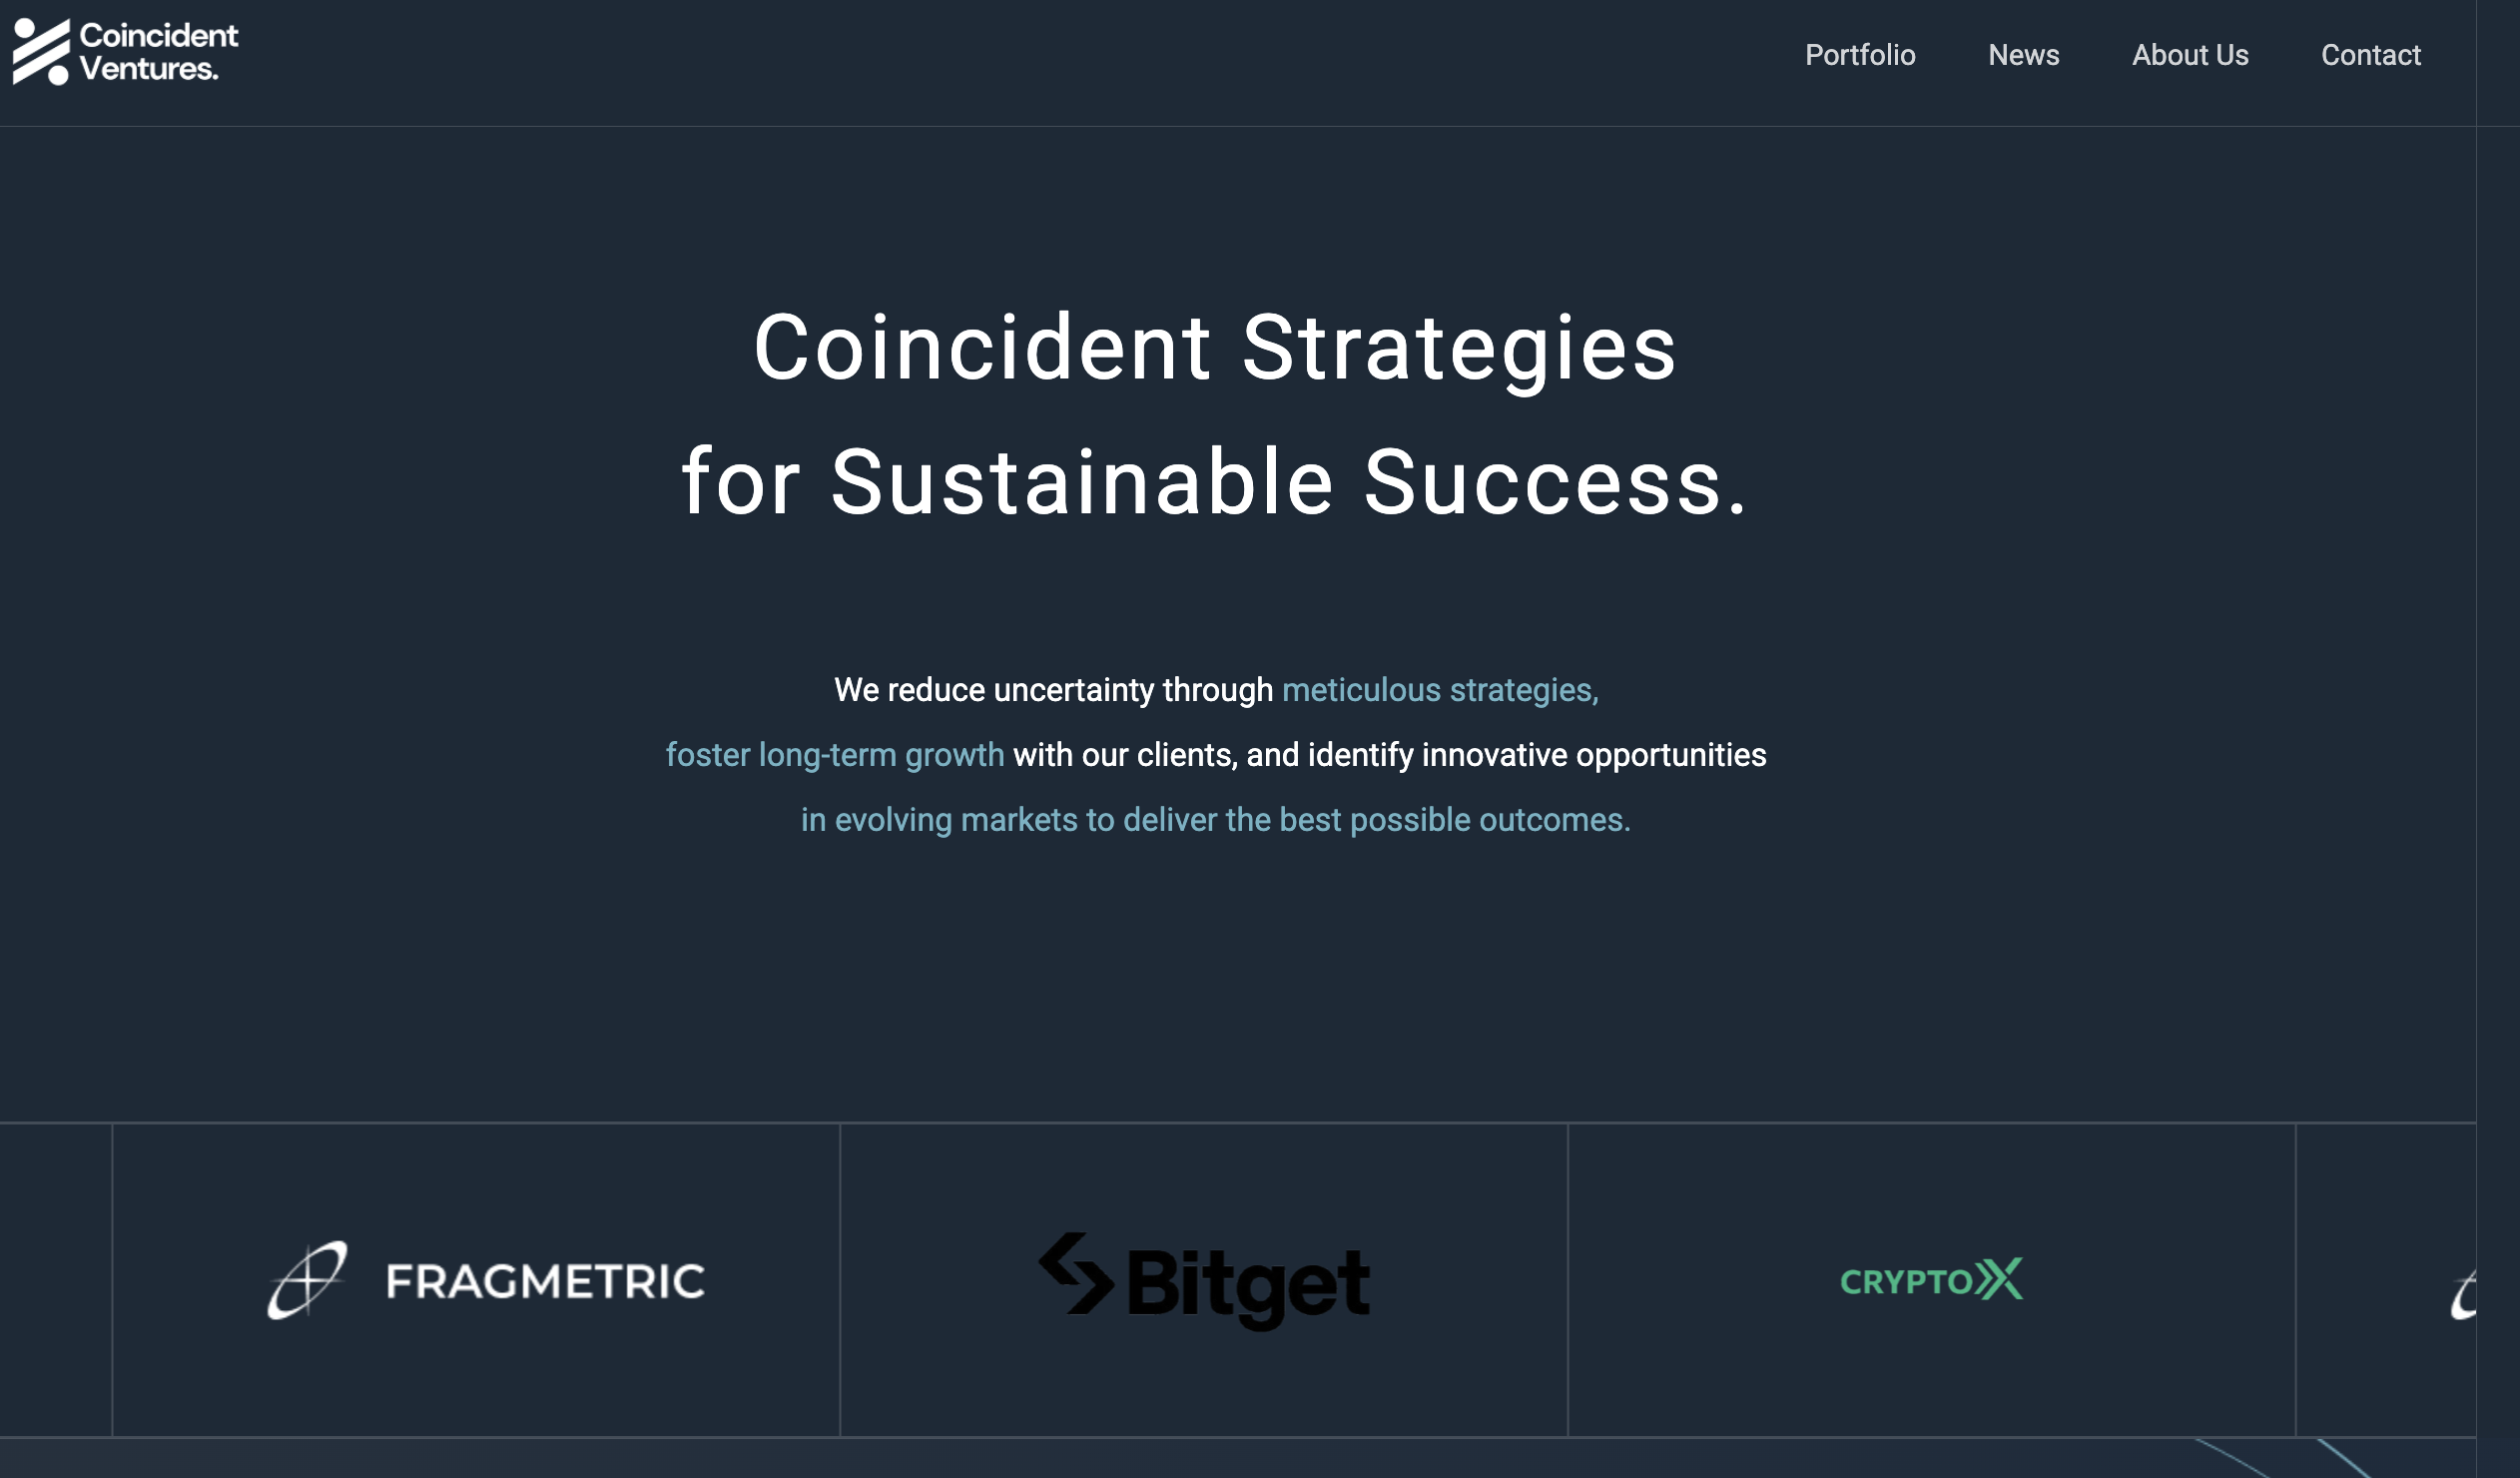 Coincident
Ventures.
Portfolio News About Us Contact
Coincident Strategies
for Sustainable Success.
We reduce uncertainty through meticulous strategies,
foster long-term growth with our clients, and identify innovative opportunities
in evolving markets to deliver the best possible outcomes.
FRAGMETRIC Bitget CRYPTOX